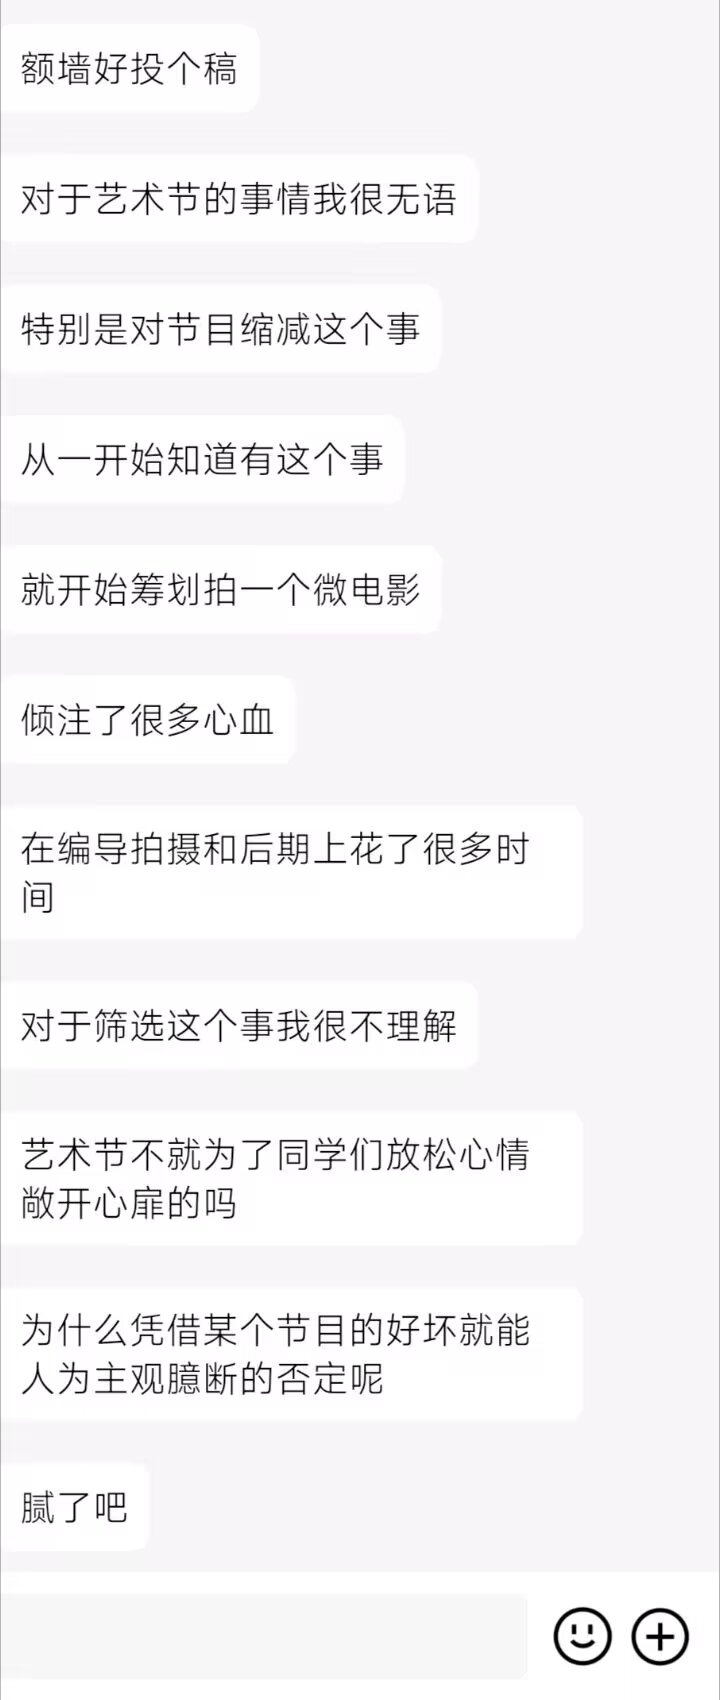 额墙好投个稿
对于艺术节的事情我很无语
特别是对节目缩减这个事
从一开始知道有这个事
就开始筹划拍一个微电影
倾注了很多心血
在编导拍摄和后期上花了很多时
间
对于筛选这个事我很不理解
艺术节不就为了同学们放松心情
敞开心扉的吗
为什么凭借某个节目的好坏就能
人为主观臆断的否定呢
腻了吧